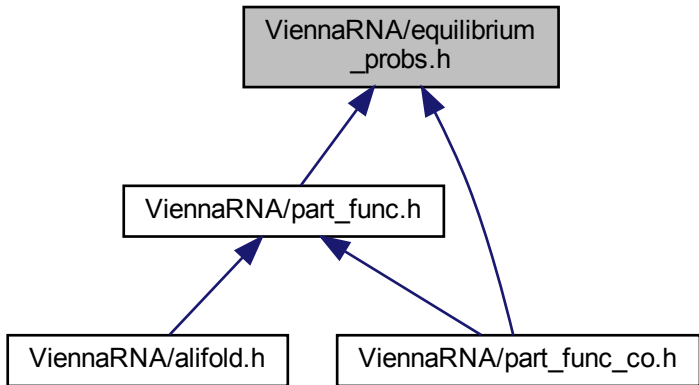 ViennaRNA/equilibrium
_probs.h
ViennaRNA/part_func.h
ViennaRNA/alifold.h
ViennaRNA/part_func_co.h